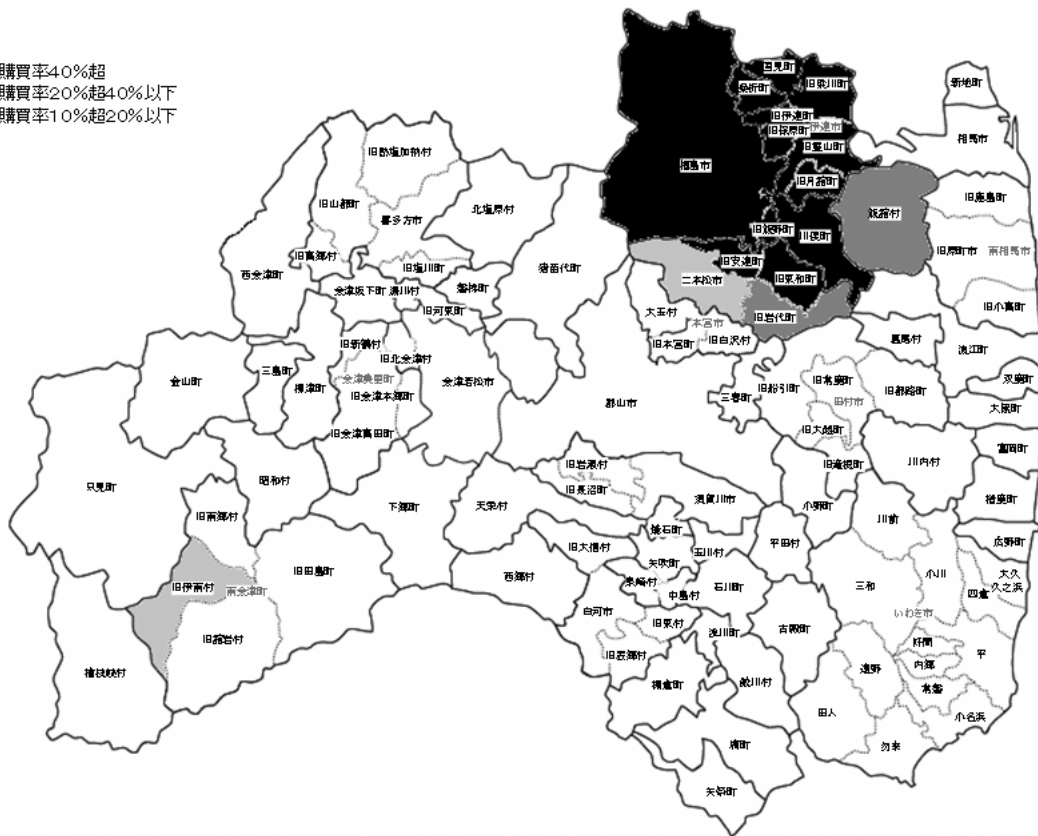 購買率40%超
購買率20%超40%以下
購買率10%超20%以下
国見町
桑折町
旧梁川町
新地町
旧伊達町
旧保原町
伊達市
旧霊山町
相馬市
福島市
旧月舘町
旧熱塩加納村
旧山都町
喜多方市
北塩原村
飯舘村
旧鹿島町
旧飯野町
川俣町
旧原町市
南相馬市
旧高郷村
西会津町
旧塩川町
猪苗代町
旧安達町
二本松市
旧東和町
会津坂下町
湯川村
磐梯町
旧河東町
大玉村
旧岩代町
旧小高町
本宮市
旧本宮町
旧白沢村
旧新鶴村
旧北会津村
葛尾村
浪江町
金山町
三島町
柳津町
会津美里町
会津若松市
旧会津本郷町
旧会津高田町
郡山市
三春町
旧船引町
旧常葉町
旧都路町
田村市
旧大越町
双葉町
大熊町
只見町
昭和村
下郷町
天栄村
旧岩瀬村
旧長沼町
須賀川市
旧滝根町
小野町
川内村
富岡町
楢葉町
広野町
旧南郷村
旧伊南村
南会津町
旧田島町
旧舘岩村
檜枝岐村
西郷村
旧大信村
鏡石町
矢吹町
玉川村
平田村
川前
泉崎村
中島村
石川町
白河市
旧東村
浅川町
古殿町
旧表郷村
棚倉町
鮫川村
塙町
矢祭町
三和
小川
大久
久之浜
四倉
いわき市
好間
内郷
平
遠野
常磐
田人
小名浜
勿来